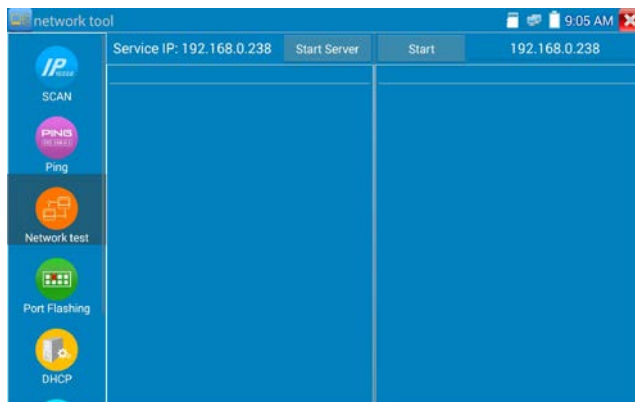 network tool
9:05 AM
Service IP: 192.168.0.238
Start Server
Start
192.168.0.238
IP
SCAN
PING
Ping
Network test
Port Flashing
DHCP